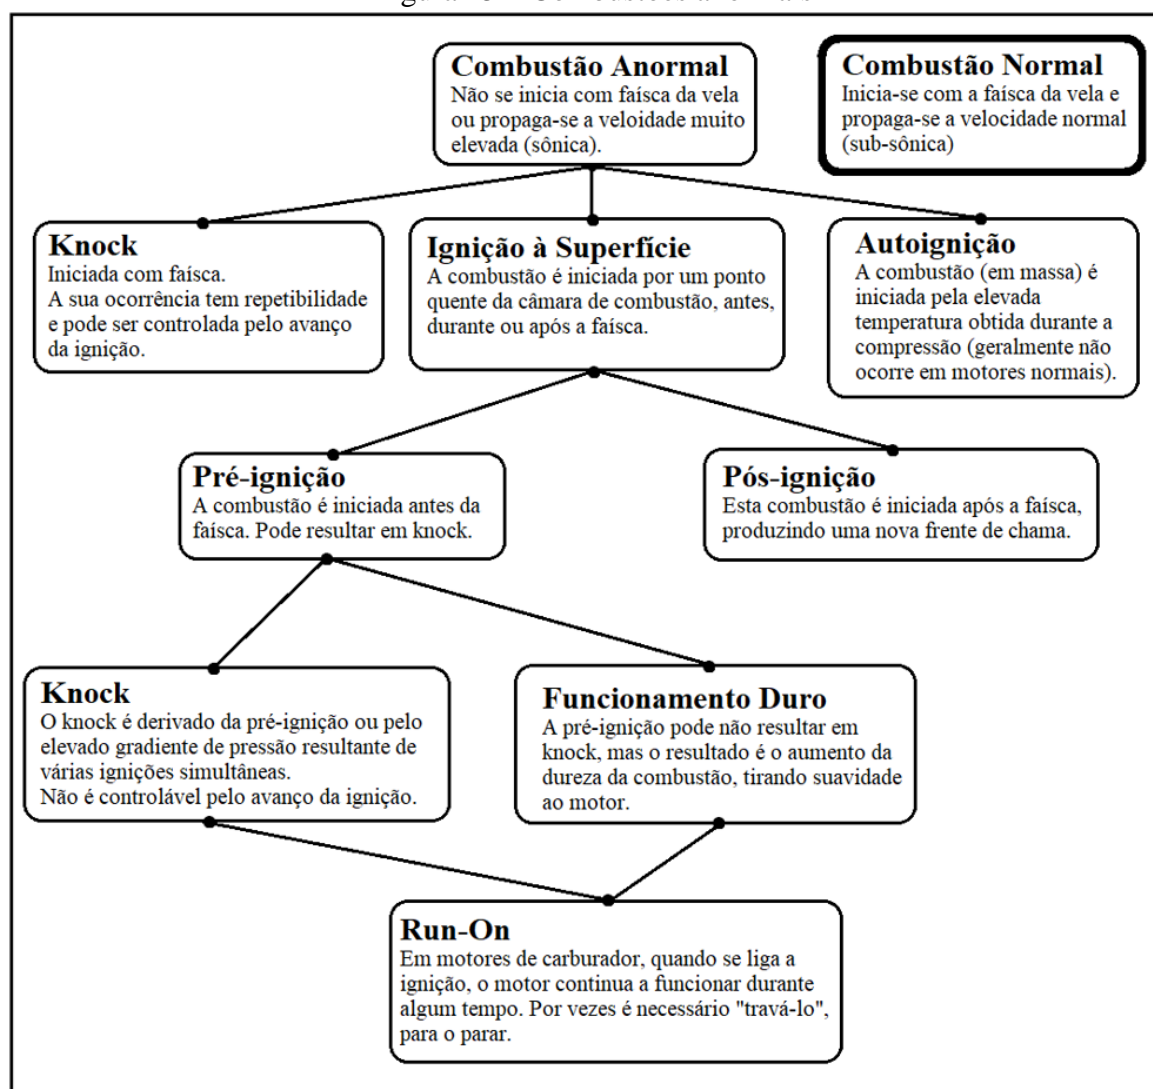 Combustão Anormal
Não se inicia com faísca da vela
ou propaga-se a veloidade muito
elevada (sônica).
Combustão Normal
Inicia-se com a faísca da vela e
propaga-se a velocidade normal
(sub-sônica)
Knock
Iniciada com faísca.
A sua ocorrência tem repetibilidade
e pode ser controlada pelo avanço
da ignição.
Ignição à Superfície
A combustão é iniciada por um ponto
quente da câmara de combustão, antes,
durante ou após a faísca.
Autoignição
A combustão (em massa) é
iniciada pela elevada
temperatura obtida durante a
compressão (geralmente não
ocorre em motores normais).
Pré-ignição
A combustão é iniciada antes da
faísca. Pode resultar em knock.
Pós-ignição
Esta combustão é iniciada após a faísca,
produzindo uma nova frente de chama.
Knock
O knock é derivado da pré-ignição ou pelo
elevado gradiente de pressão resultante de
várias ignições simultâneas.
Não é controlável pelo avanço da ignição.
Funcionamento Duro
A pré-ignição pode não resultar em
knock, mas o resultado é o aumento da
dureza da combustão, tirando suavidade
ao motor.
Run-On
Em motores de carburador, quando se liga a
ignição, o motor continua a funcionar durante
algum tempo. Por vezes é necessário "travá-lo",
para o parar.